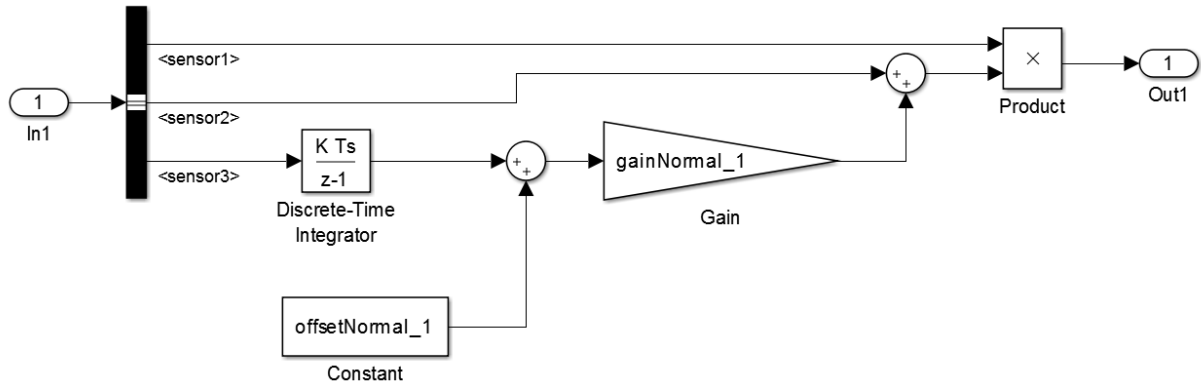 <sensor1>
×
1
+
+
Product
Out1
1
In1
<sensor2>
K Ts
z-1
+
+
gainNormal_1
<sensor3>
Discrete-Time
Integrator
Gain
offsetNormal_1
Constant